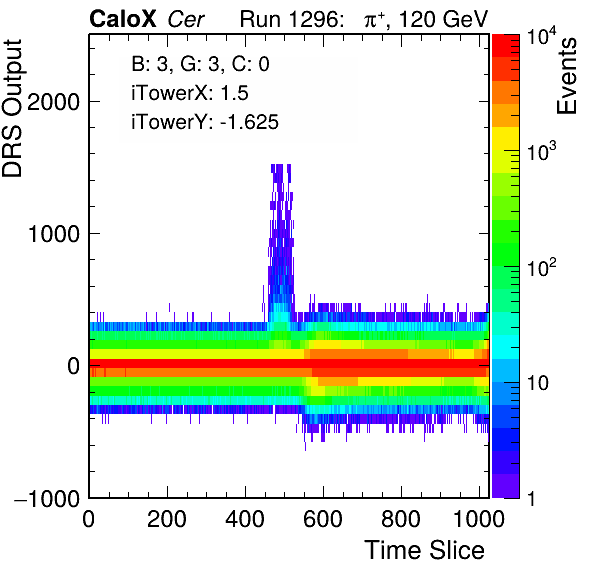 CaloX Cer Run 1296: π⁺, 120 GeV
B: 3, G: 3, C: 0
iTowerX: 1.5
iTowerY: -1.625
DRS Output
2000
1000
0
−1000
0 200 400 600 800 1000
Time Slice
Events
10⁴
10³
10²
10
1